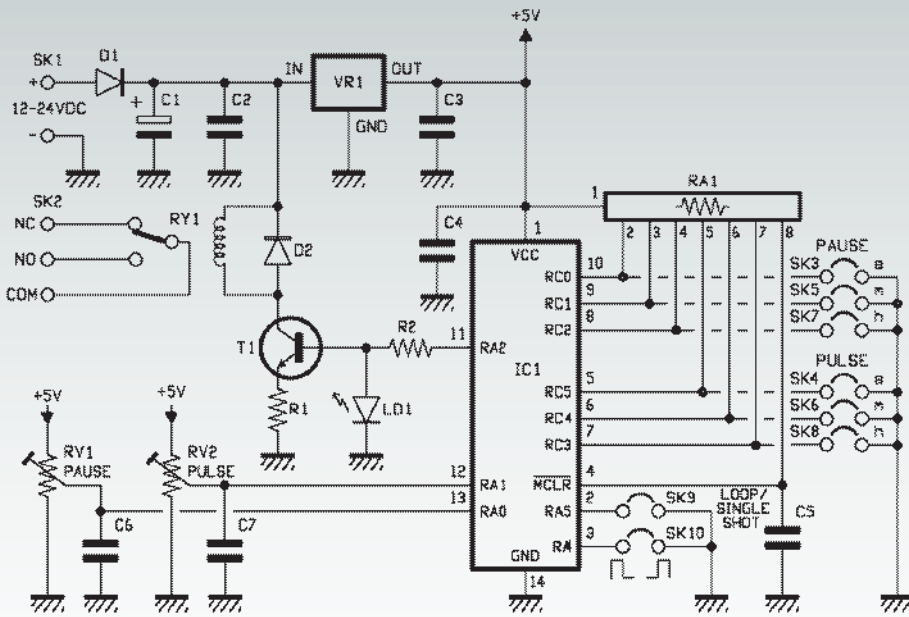 +5V
SK1
D1
IN
VR1
OUT
+
12-24VDC
-
+
C1
C2
GND
C3
SK2
NC
NO
COM
RY1
D2
C4
1
RA1
2 3 4 5 6 7 8
1
VCC
PAUSE
10
RC0
SK3
s
9
RC1
SK5
m
8
RC2
SK7
h
T1
R2
11
RA2
IC1
PULSE
5
RC5
SK4
s
6
RC4
SK6
m
7
RC3
SK8
h
R1
LD1
+5V
+5V
RV1
PAUSE
RV2
PULSE
12
RA1
13
RA0
4
MCLR
2
RA5
SK9
LOOP/
SINGLE
SHOT
3
RA4
SK10
C5
C6
C7
GND
14